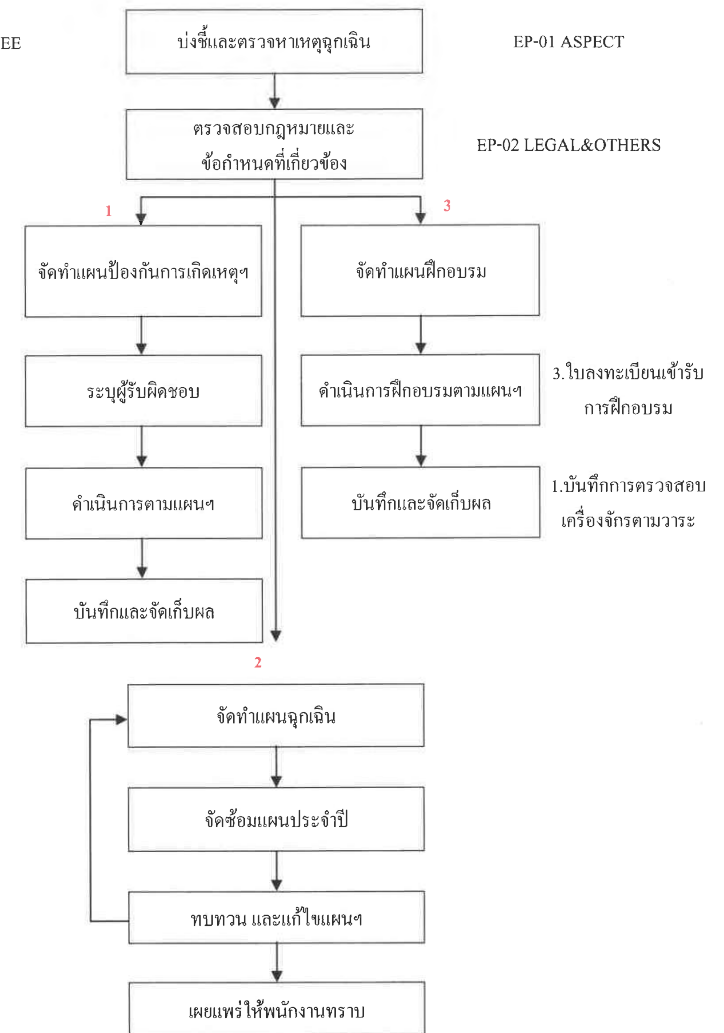 EE
บ่งชี้และตรวจหาเหตุฉุกเฉิน
EP-01 ASPECT
ตรวจสอบกฎหมายและ
ข้อกำหนดที่เกี่ยวข้อง
EP-02 LEGAL&OTHERS
1
3
จัดทำแผนป้องกันการเกิดเหตุฯ
จัดทำแผนฝึกอบรม
ระบุผู้รับผิดชอบ
ดำเนินการฝึกอบรมตามแผนฯ
3.ใบลงทะเบียนเข้ารับ
การฝึกอบรม
ดำเนินการตามแผนฯ
บันทึกและจัดเก็บผล
1.บันทึกการตรวจสอบ
เครื่องจักรตามวาระ
บันทึกและจัดเก็บผล
2
จัดทำแผนฉุกเฉิน
จัดซ้อมแผนประจำปี
ทบทวน และแก้ไขแผนฯ
เผยแพร่ให้พนักงานทราบ